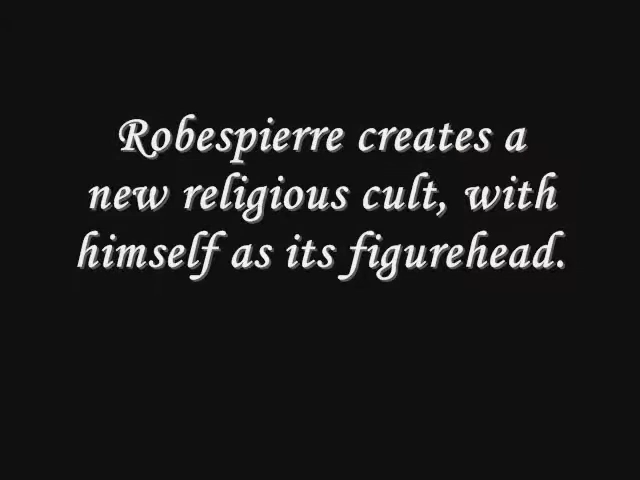 Robespierre creates a
new religious cult, with
himself as its figurehead.